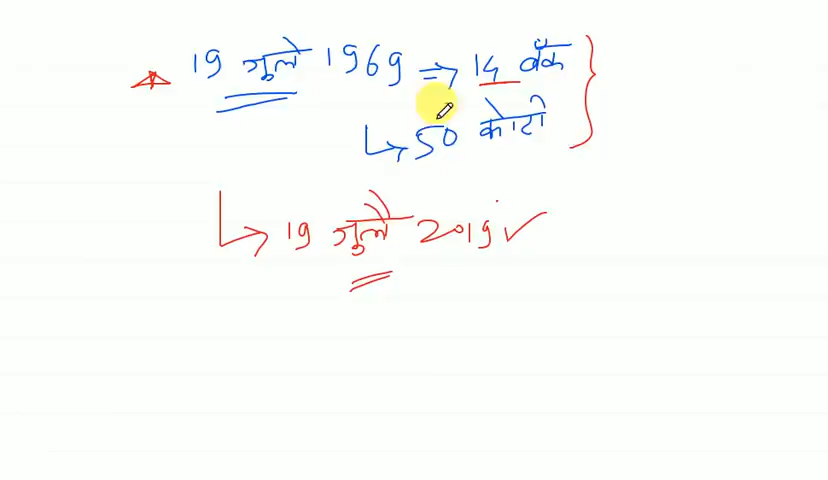 19 जुलै 1969 ⇒ 14 बँक
↳ 50 कोटी
↳ 19 जुलै 2019 ✓